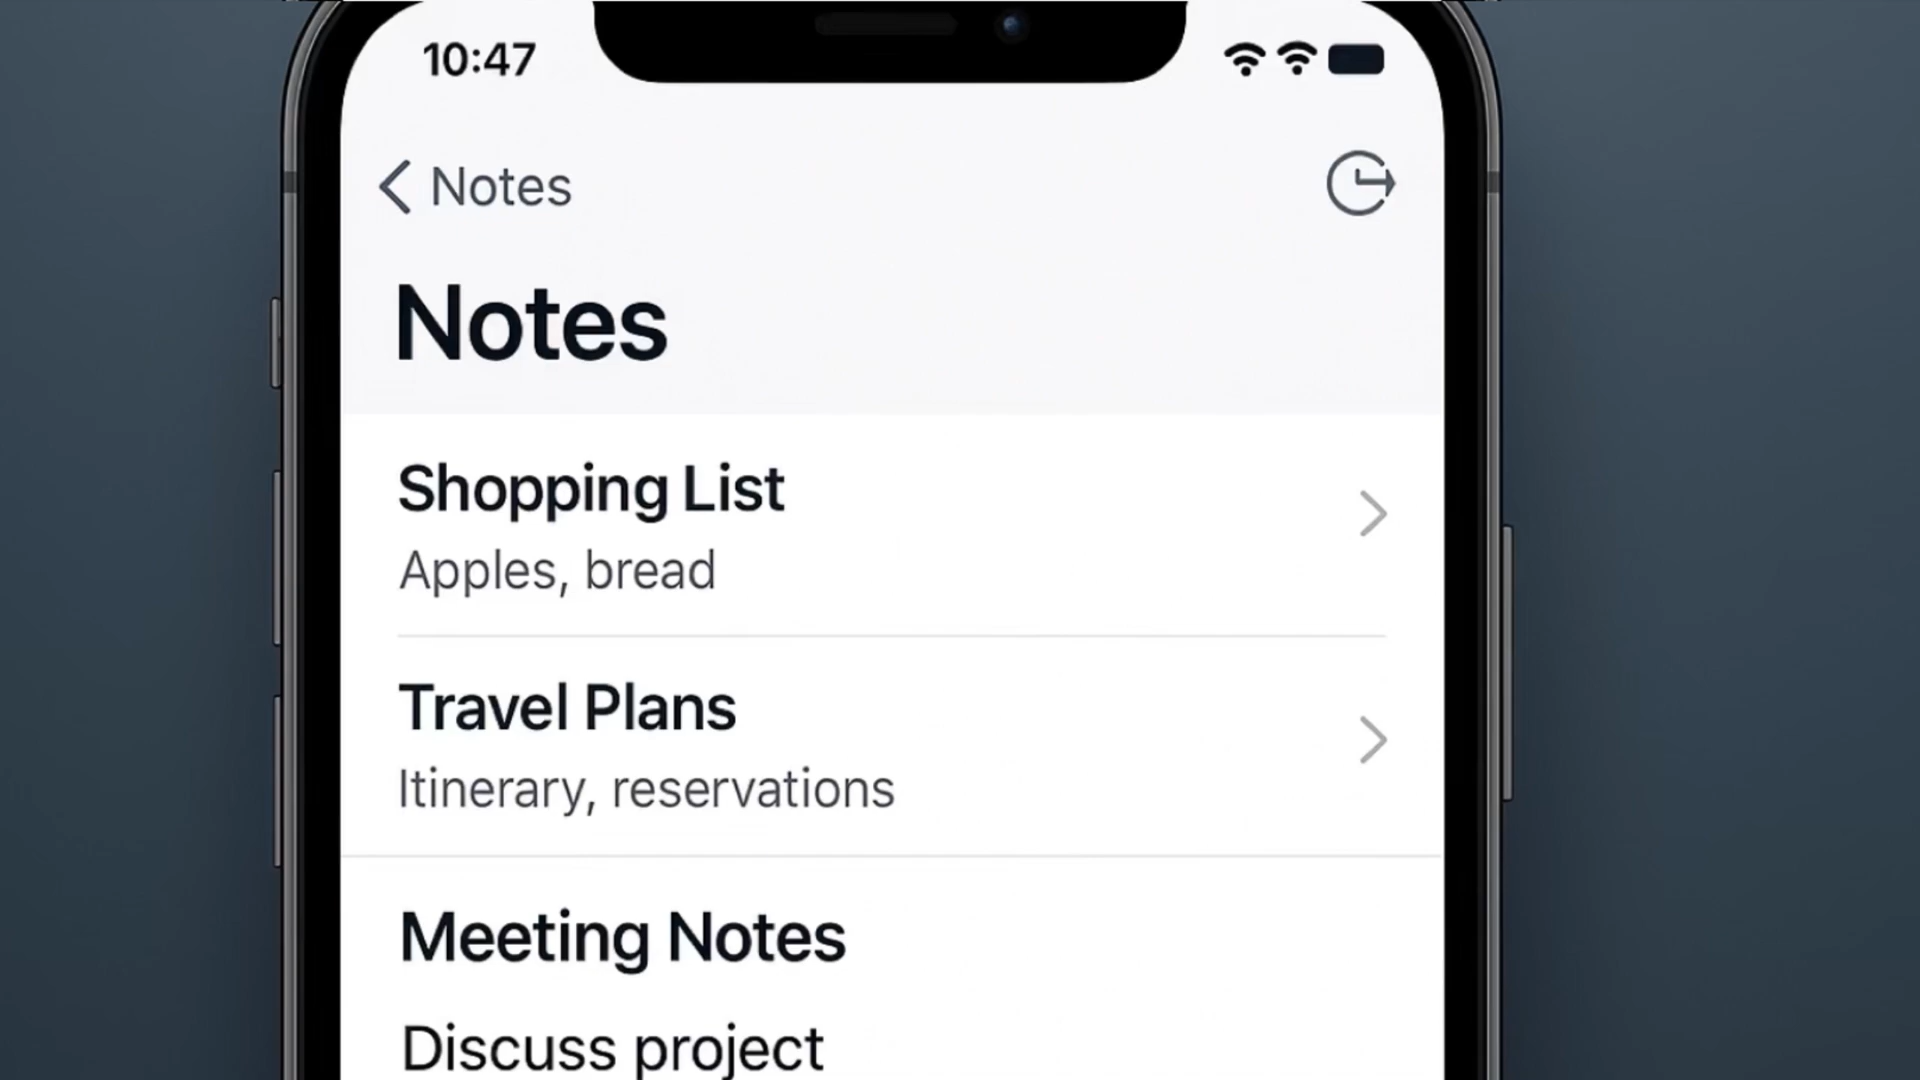 10:47
Notes
Notes
Shopping List
Apples, bread
Travel Plans
Itinerary, reservations
Meeting Notes
Discuss project